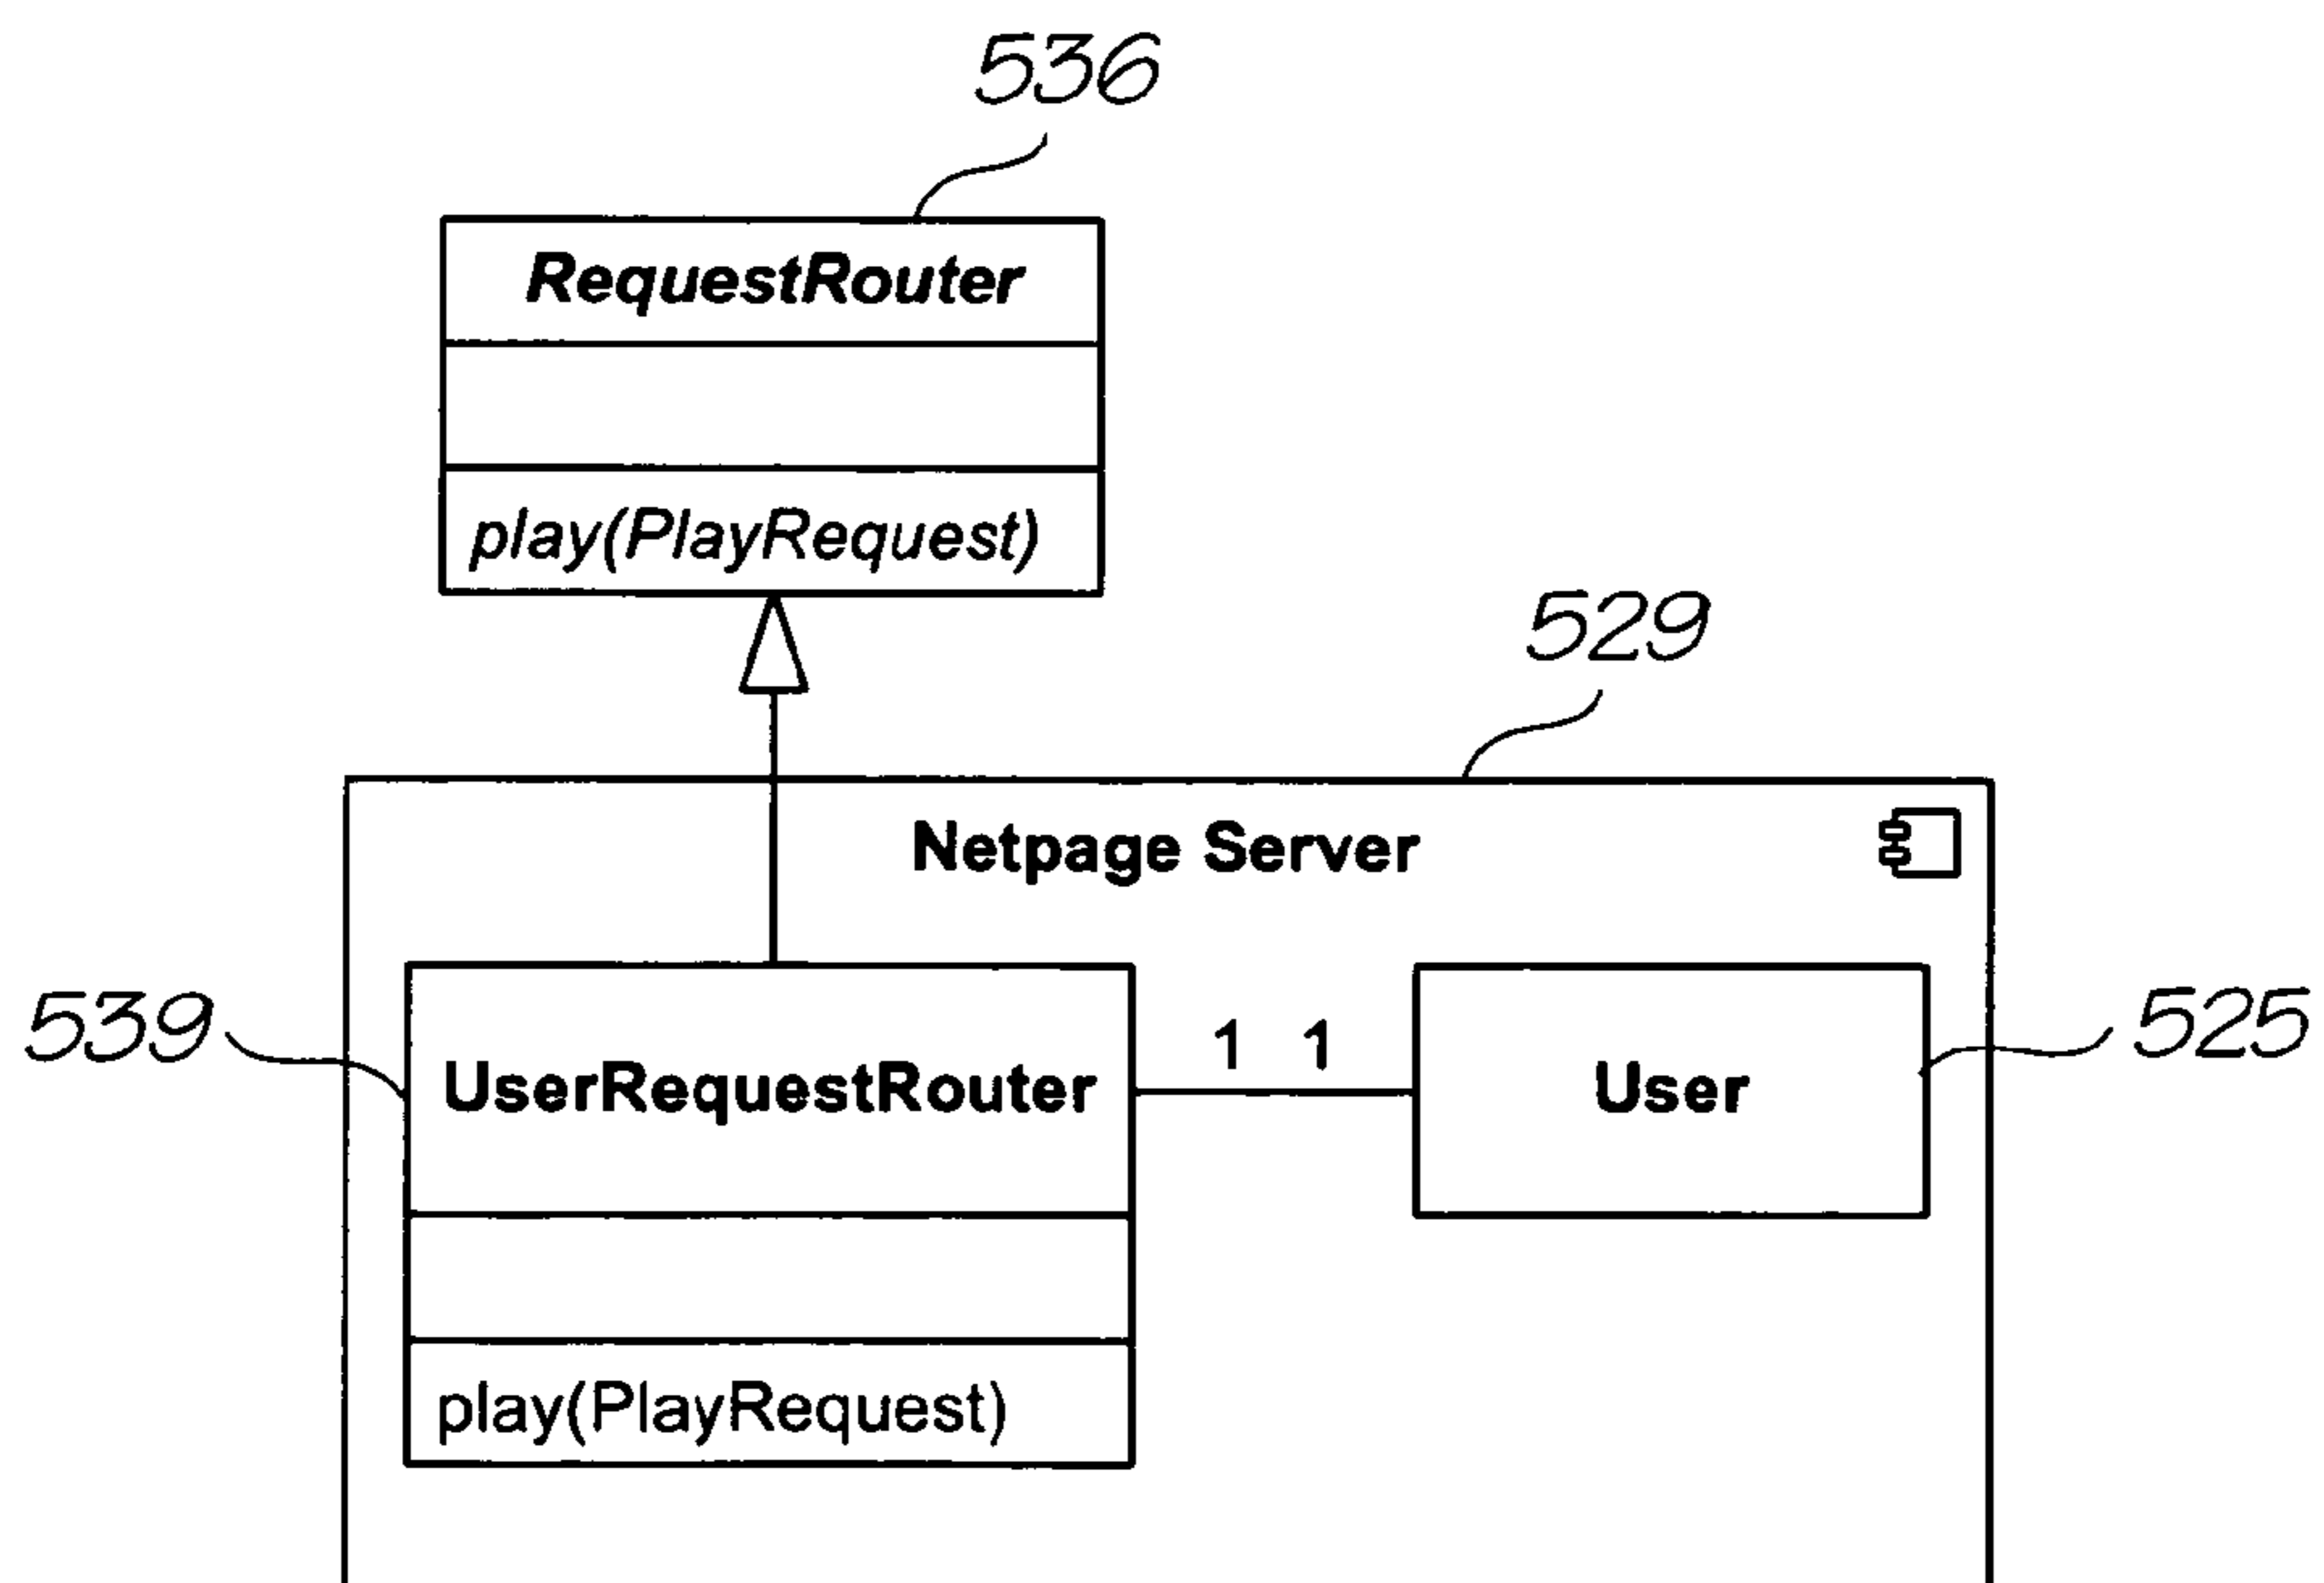 536
RequestRouter
play(PlayRequest)
529
Netpage Server
539
UserRequestRouter
1 1
User
525
play(PlayRequest)